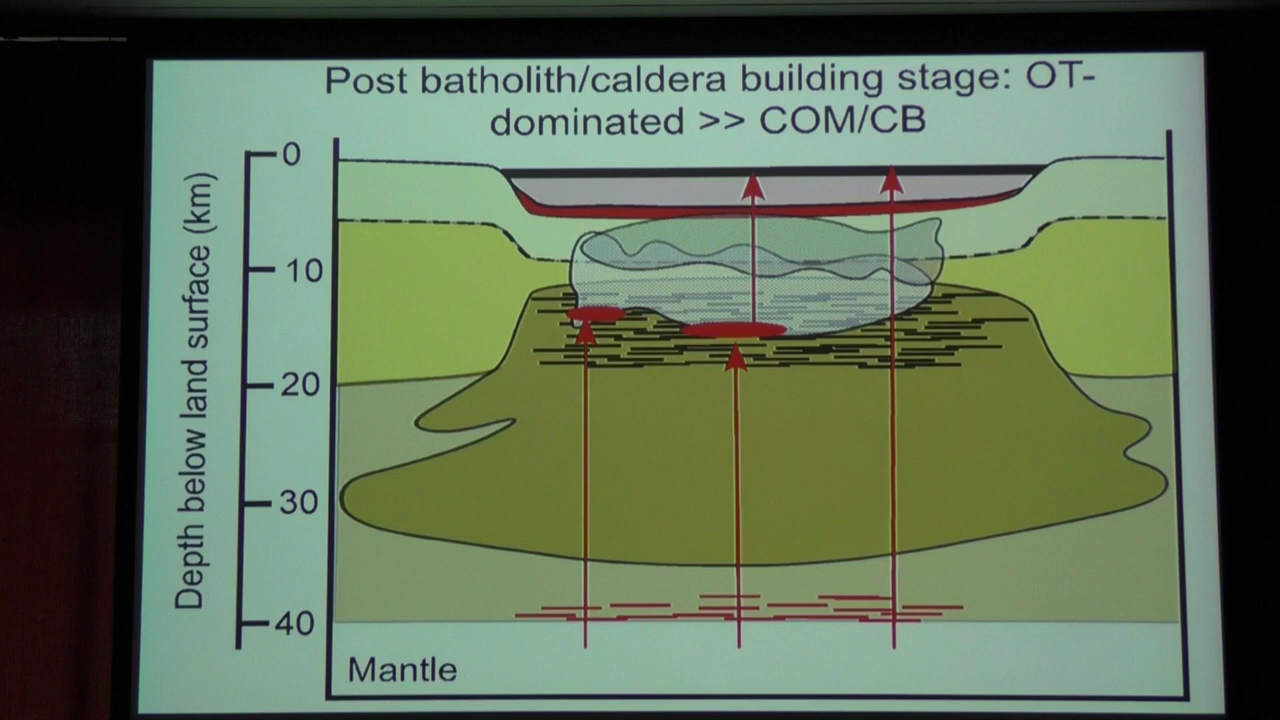 Post batholith/caldera building stage: OT-
dominated >> COM/CB
Depth below land surface (km)
0
10
20
30
40
Mantle